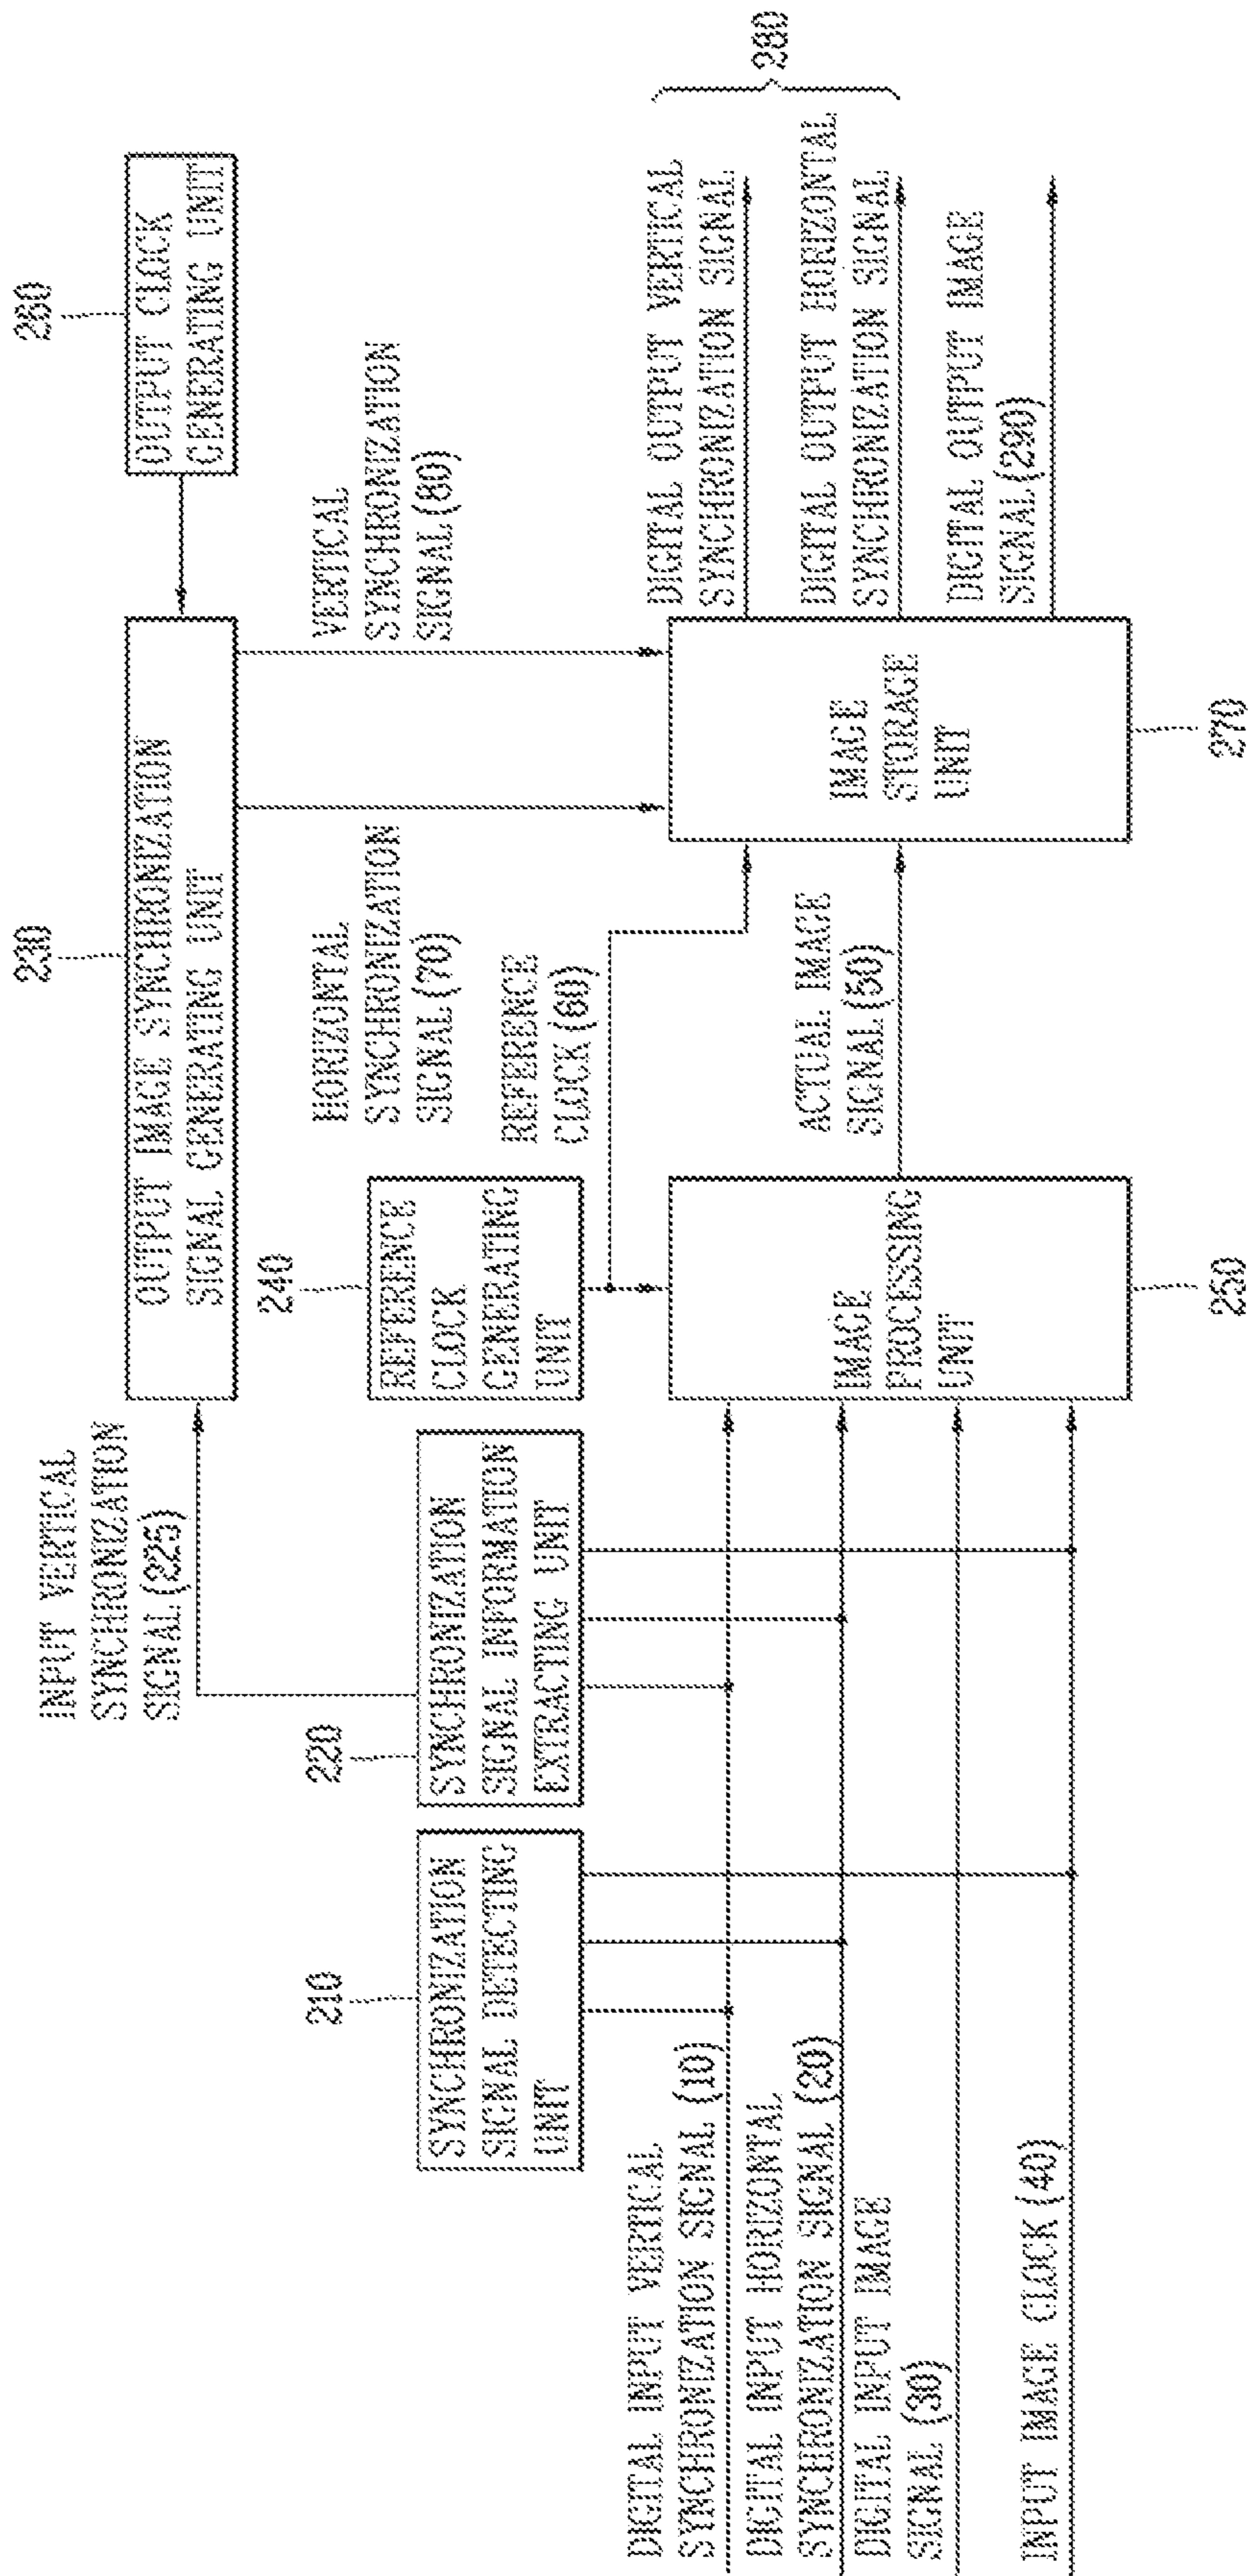 230
260
INPUT VERTICAL
SYNCHRONIZATION
SIGNAL (225)
OUTPUT IMAGE SYNCHRONIZATION
SIGNAL GENERATING UNIT
OUTPUT CLOCK
GENERATING UNIT
210
220
240
SYNCHRONIZATION
SIGNAL DETECTING
UNIT
SYNCHRONIZATION
SIGNAL INFORMATION
EXTRACTING UNIT
REFERENCE
CLOCK
GENERATING
UNIT
HORIZONTAL
SYNCHRONIZATION
SIGNAL (70)
VERTICAL
SYNCHRONIZATION
SIGNAL (80)
REFERENCE
CLOCK (60)
DIGITAL INPUT VERTICAL
SYNCHRONIZATION SIGNAL (10)
DIGITAL INPUT HORIZONTAL
SYNCHRONIZATION SIGNAL (20)
DIGITAL INPUT IMAGE
SIGNAL (30)
INPUT IMAGE CLOCK (40)
IMAGE
PROCESSING
UNIT
250
ACTUAL IMAGE
SIGNAL (50)
IMAGE
STORAGE
UNIT
270
DIGITAL OUTPUT VERTICAL
SYNCHRONIZATION SIGNAL
DIGITAL OUTPUT HORIZONTAL
SYNCHRONIZATION SIGNAL
280
DIGITAL OUTPUT IMAGE
SIGNAL (290)